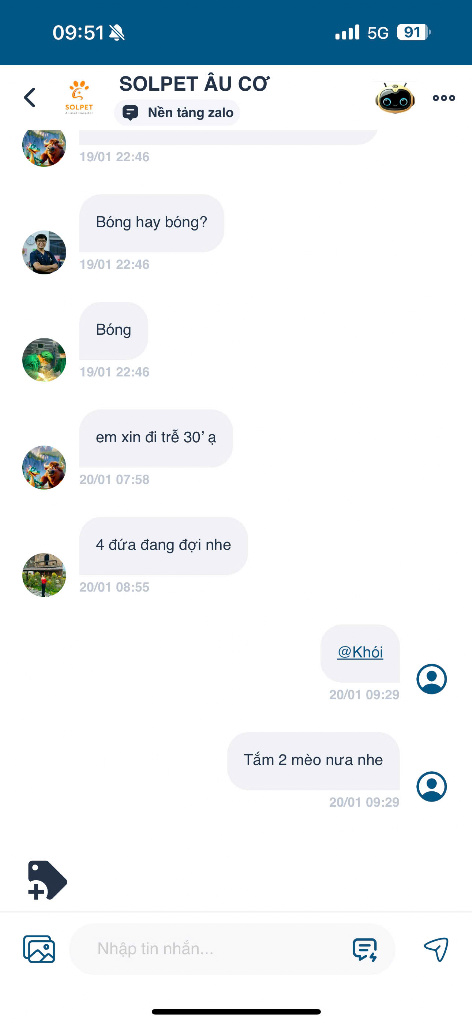 09:51
5G
91
SOLPET ÂU CƠ
SOLPET
Nền tảng zalo
19/01 22:46
Bóng hay bóng?
19/01 22:46
Bóng
19/01 22:46
em xin đi trễ 30’ ạ
20/01 07:58
4 đứa đang đợi nhe
20/01 08:55
@Khói
20/01 09:29
Tắm 2 mèo nưa nhe
20/01 09:29
Nhập tin nhắn...